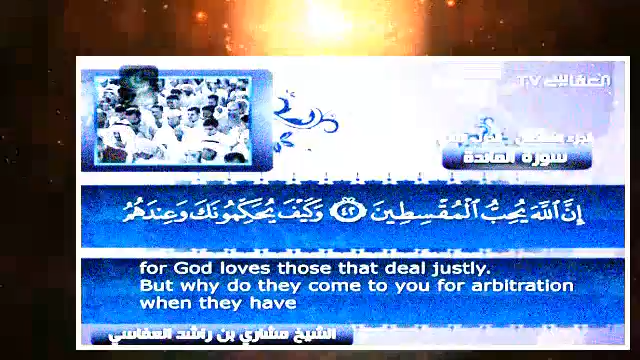 العفاسي TV
سورة المائدة
إِنَّ اللَّهَ يُحِبُّ الْمُقْسِطِينَ ﴿٤٢﴾ وَكَيْفَ يُحَكِّمُونَكَ وَعِندَهُمُ
for God loves those that deal justly.
But why do they come to you for arbitration
when they have
الشيخ مشاري بن راشد العفاسي